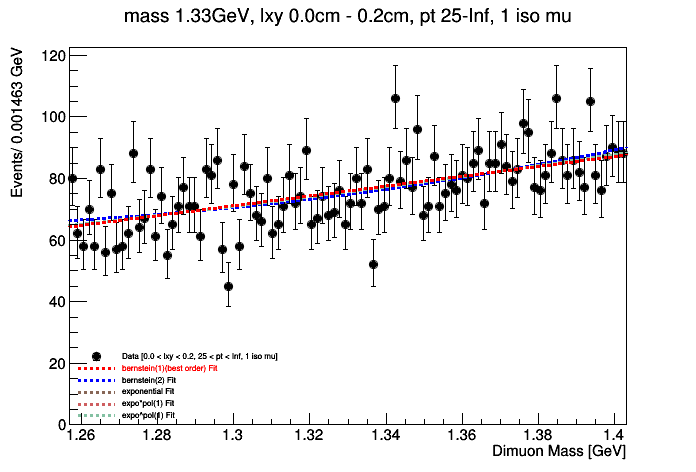 mass 1.33GeV, lxy 0.0cm - 0.2cm, pt 25-Inf, 1 iso mu
Events/ 0.001463 GeV
120
100
80
60
40
20
0
Data [0.0 < lxy < 0.2, 25 < pt < Inf, 1 iso mu]
bernstein(1)(best order) Fit
bernstein(2) Fit
exponential Fit
expo*pol(1) Fit
1.26
1.28
1.3
1.32
1.34
1.36
1.38
1.4
Dimuon Mass [GeV]